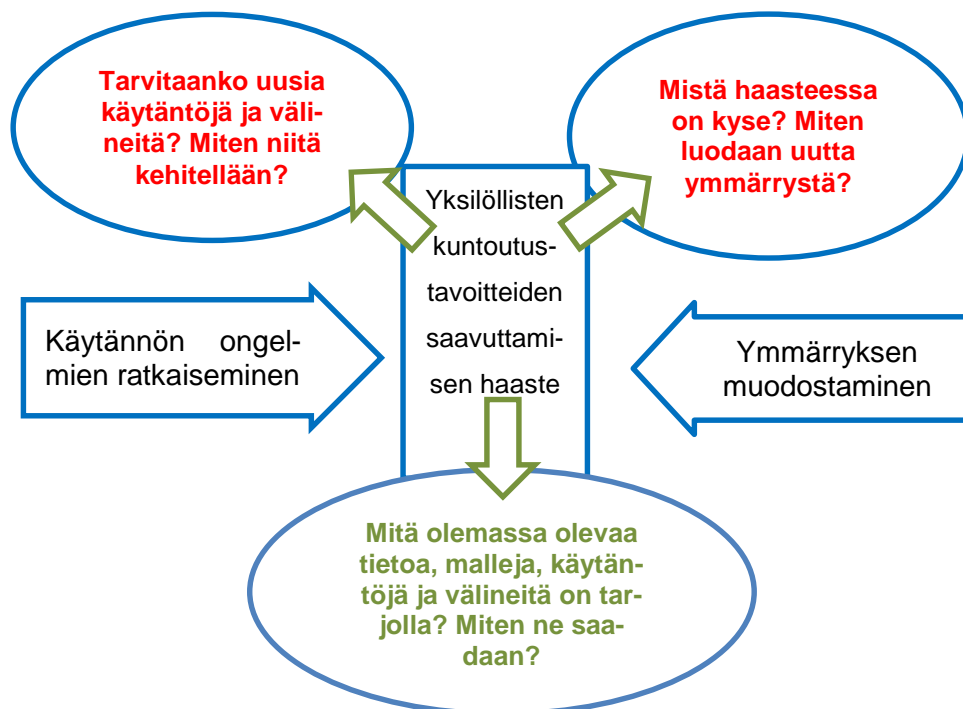 Tarvitaanko uusia
käytäntöjä ja väli-
neitä? Miten niitä
kehitellään?
Mistä haasteessa
on kyse? Miten
luodaan uutta
ymmärrystä?
Yksilöllisten
kuntoutus-
tavoitteiden
saavuttami-
sen haaste
Käytännön ongel-
mien ratkaiseminen
Ymmärryksen
muodostaminen
Mitä olemassa olevaa
tietoa, malleja, käytän-
töjä ja välineitä on tar-
jolla? Miten ne saa-
daan?